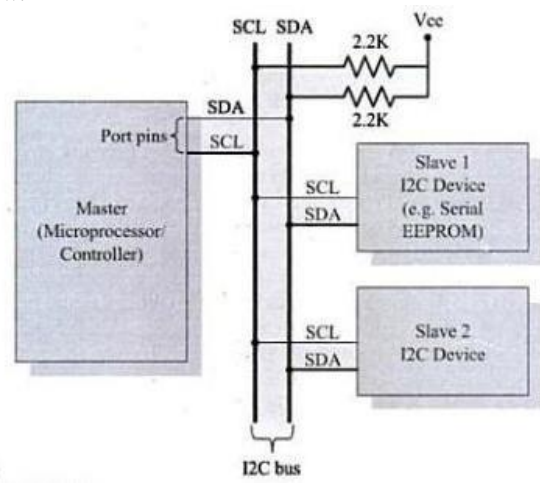 SCL SDA
Vcc
2.2K
2.2K
SDA
Port pins
SCL
Master
(Microprocessor/
Controller)
Slave 1
I2C Device
(e.g. Serial
EEPROM)
SCL
SDA
Slave 2
I2C Device
SCL
SDA
I2C bus